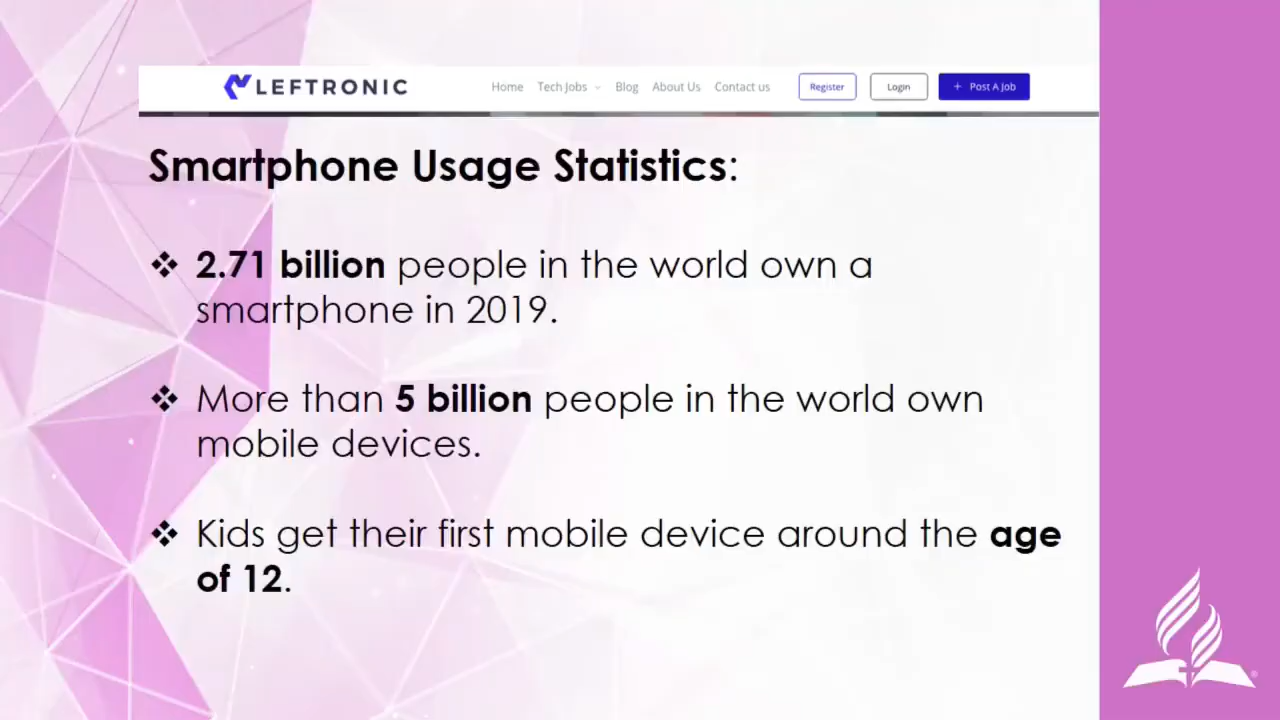 LEFTRONIC Home Tech Jobs Blog About Us Contact us Register Login + Post A Job
Smartphone Usage Statistics:
❖ 2.71 billion people in the world own a
smartphone in 2019.
❖ More than 5 billion people in the world own
mobile devices.
❖ Kids get their first mobile device around the age
of 12.